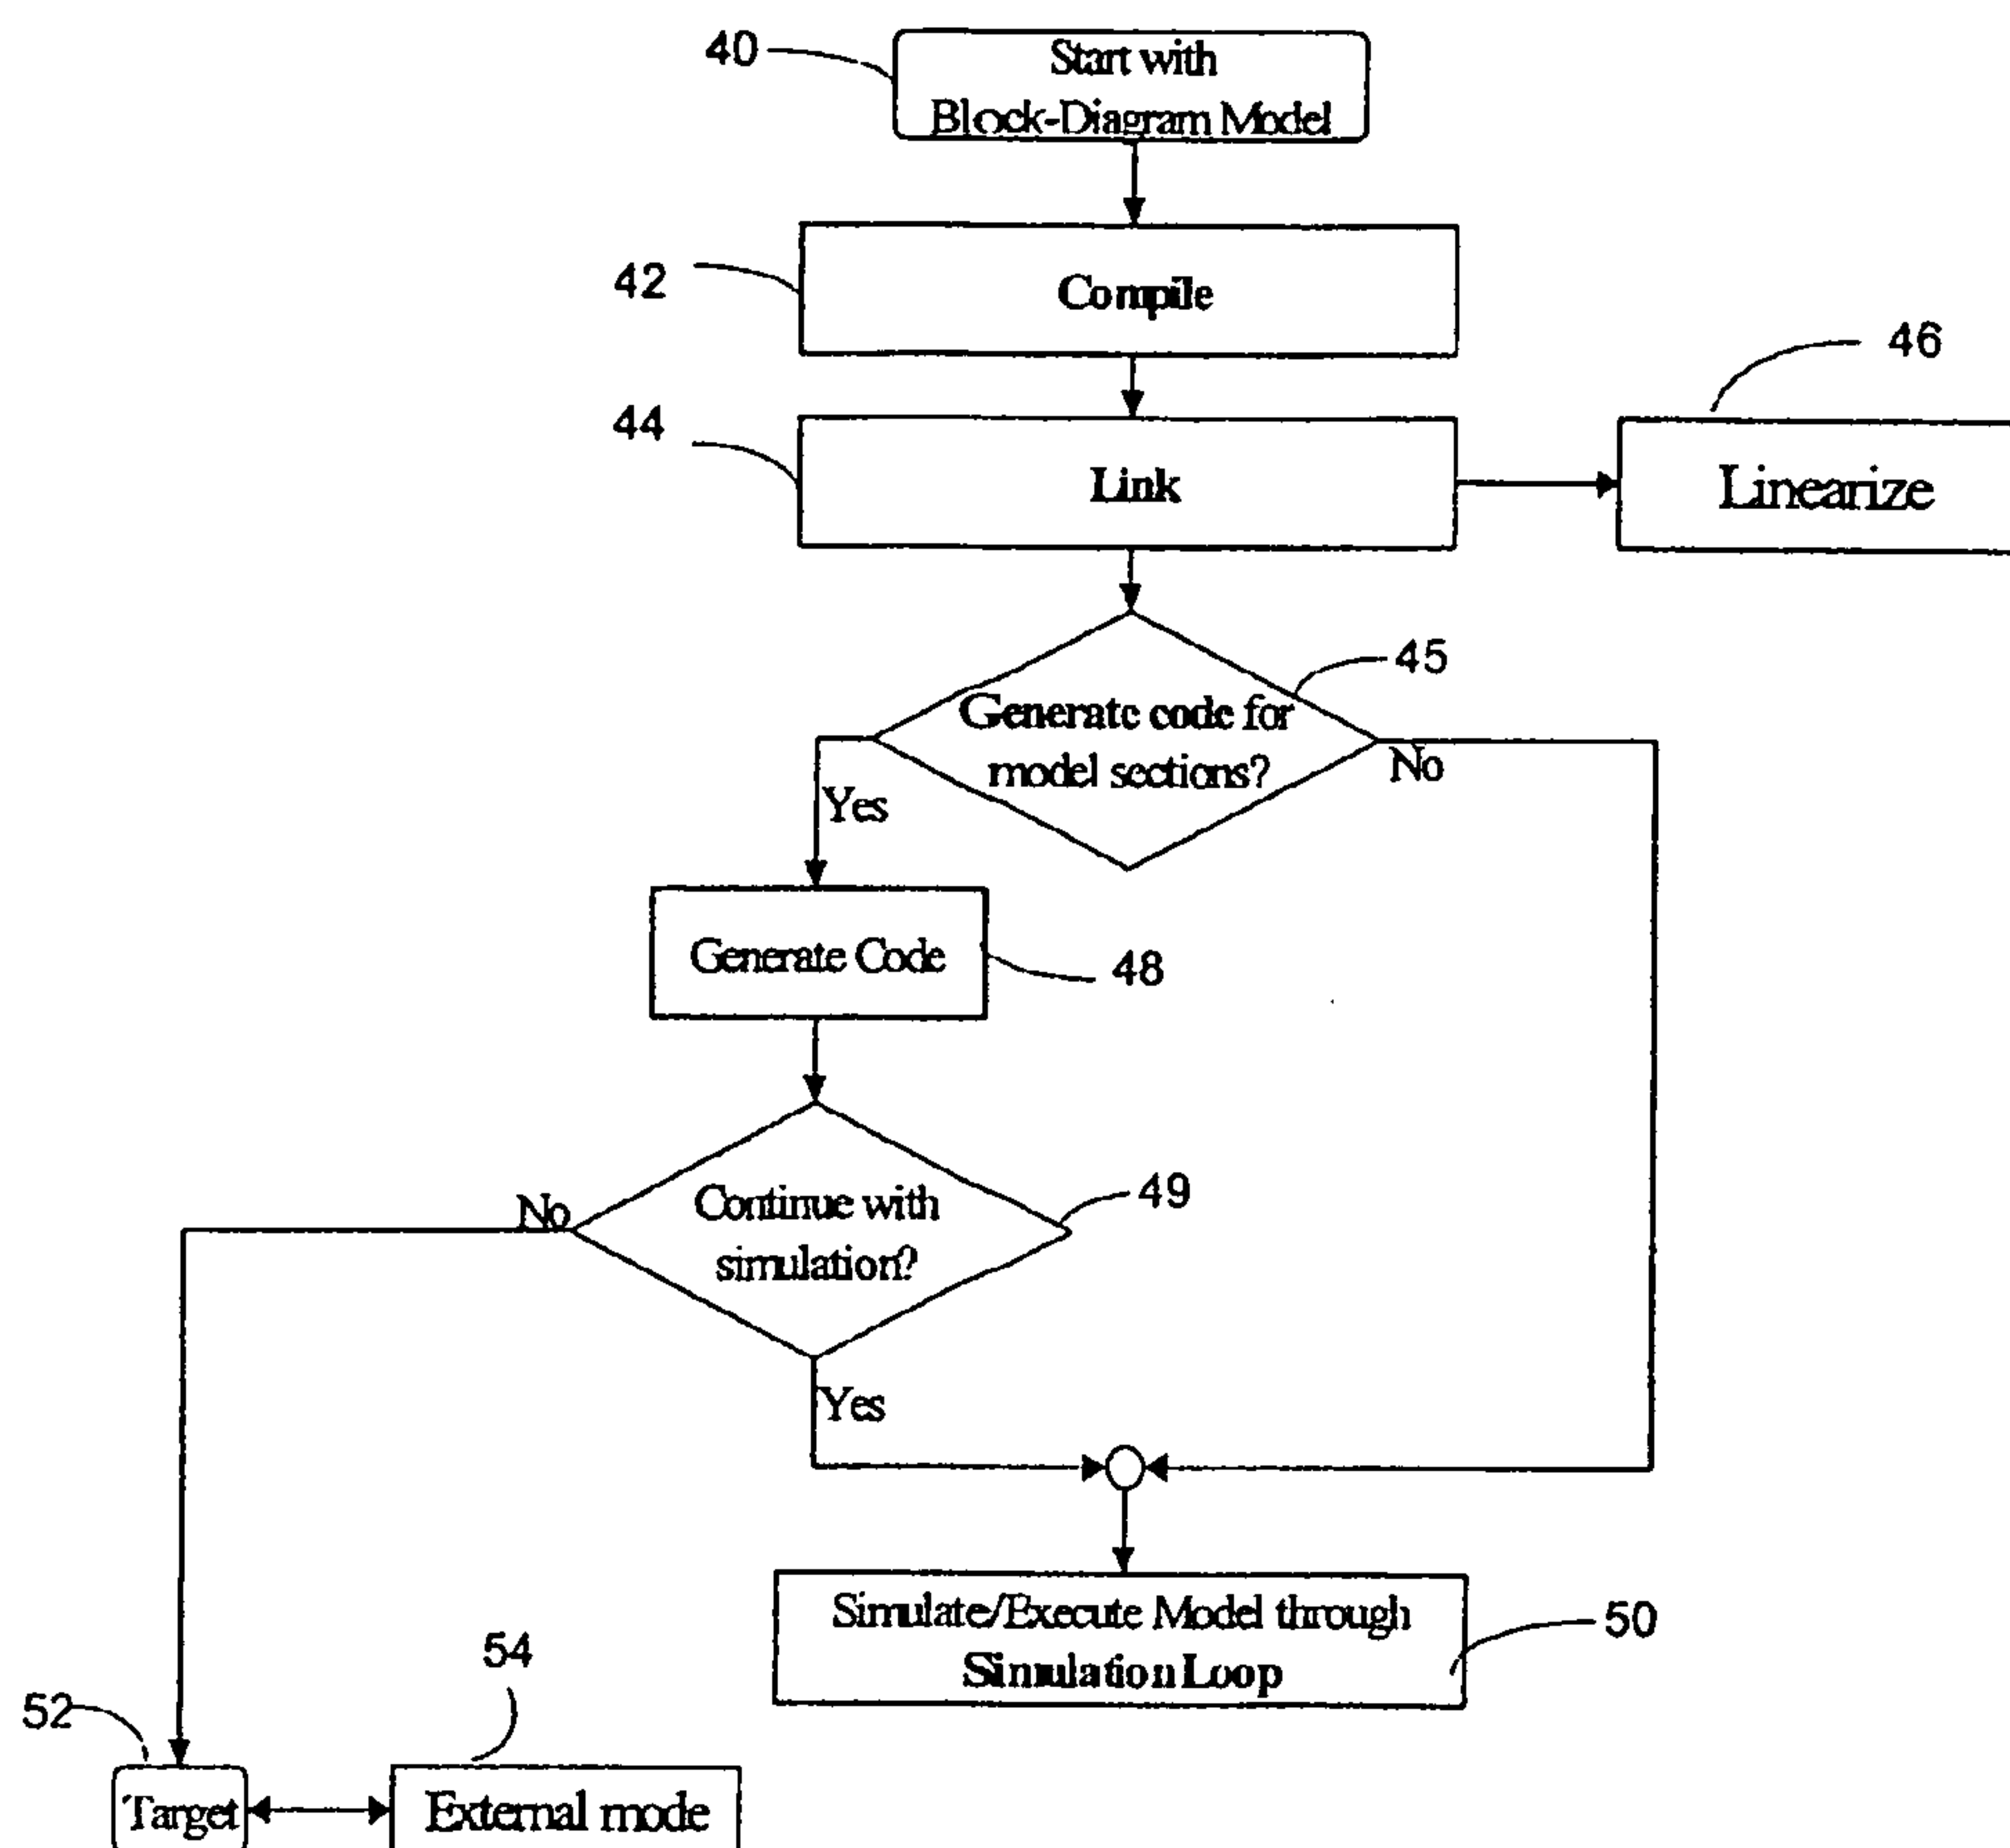 40
Start with
Block-Diagram Model
42
Compile
46
44
Link
Linearize
45
Generate code for
model sections?
No
Yes
Generate Code
48
49
No
Continue with
simulation?
Yes
Simulate/Execute Model through
Simulation Loop
50
54
52
Target
External mode